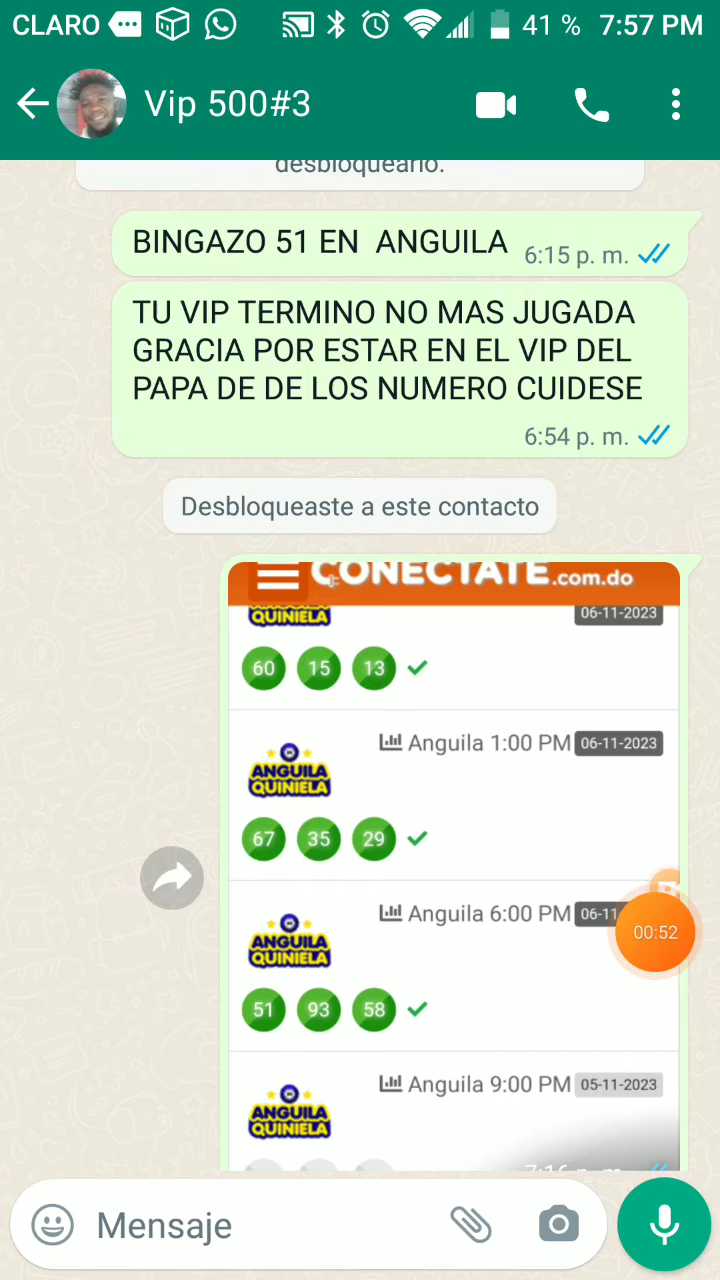 CLARO 41 % 7:57 PM
Vip 500#3
desbloquearlo.
BINGAZO 51 EN ANGUILA 6:15 p. m.
TU VIP TERMINO NO MAS JUGADA
GRACIA POR ESTAR EN EL VIP DEL
PAPA DE DE LOS NUMERO CUIDESE
6:54 p. m.
Desbloqueaste a este contacto
CONECTATE.com.do
ANGUILA
QUINIELA
06-11-2023
60 15 13
Anguila 1:00 PM 06-11-2023
ANGUILA
QUINIELA
67 35 29
Anguila 6:00 PM 06-11
ANGUILA
QUINIELA
00:52
51 93 58
Anguila 9:00 PM 05-11-2023
ANGUILA
QUINIELA
7:16 p. m.
Mensaje